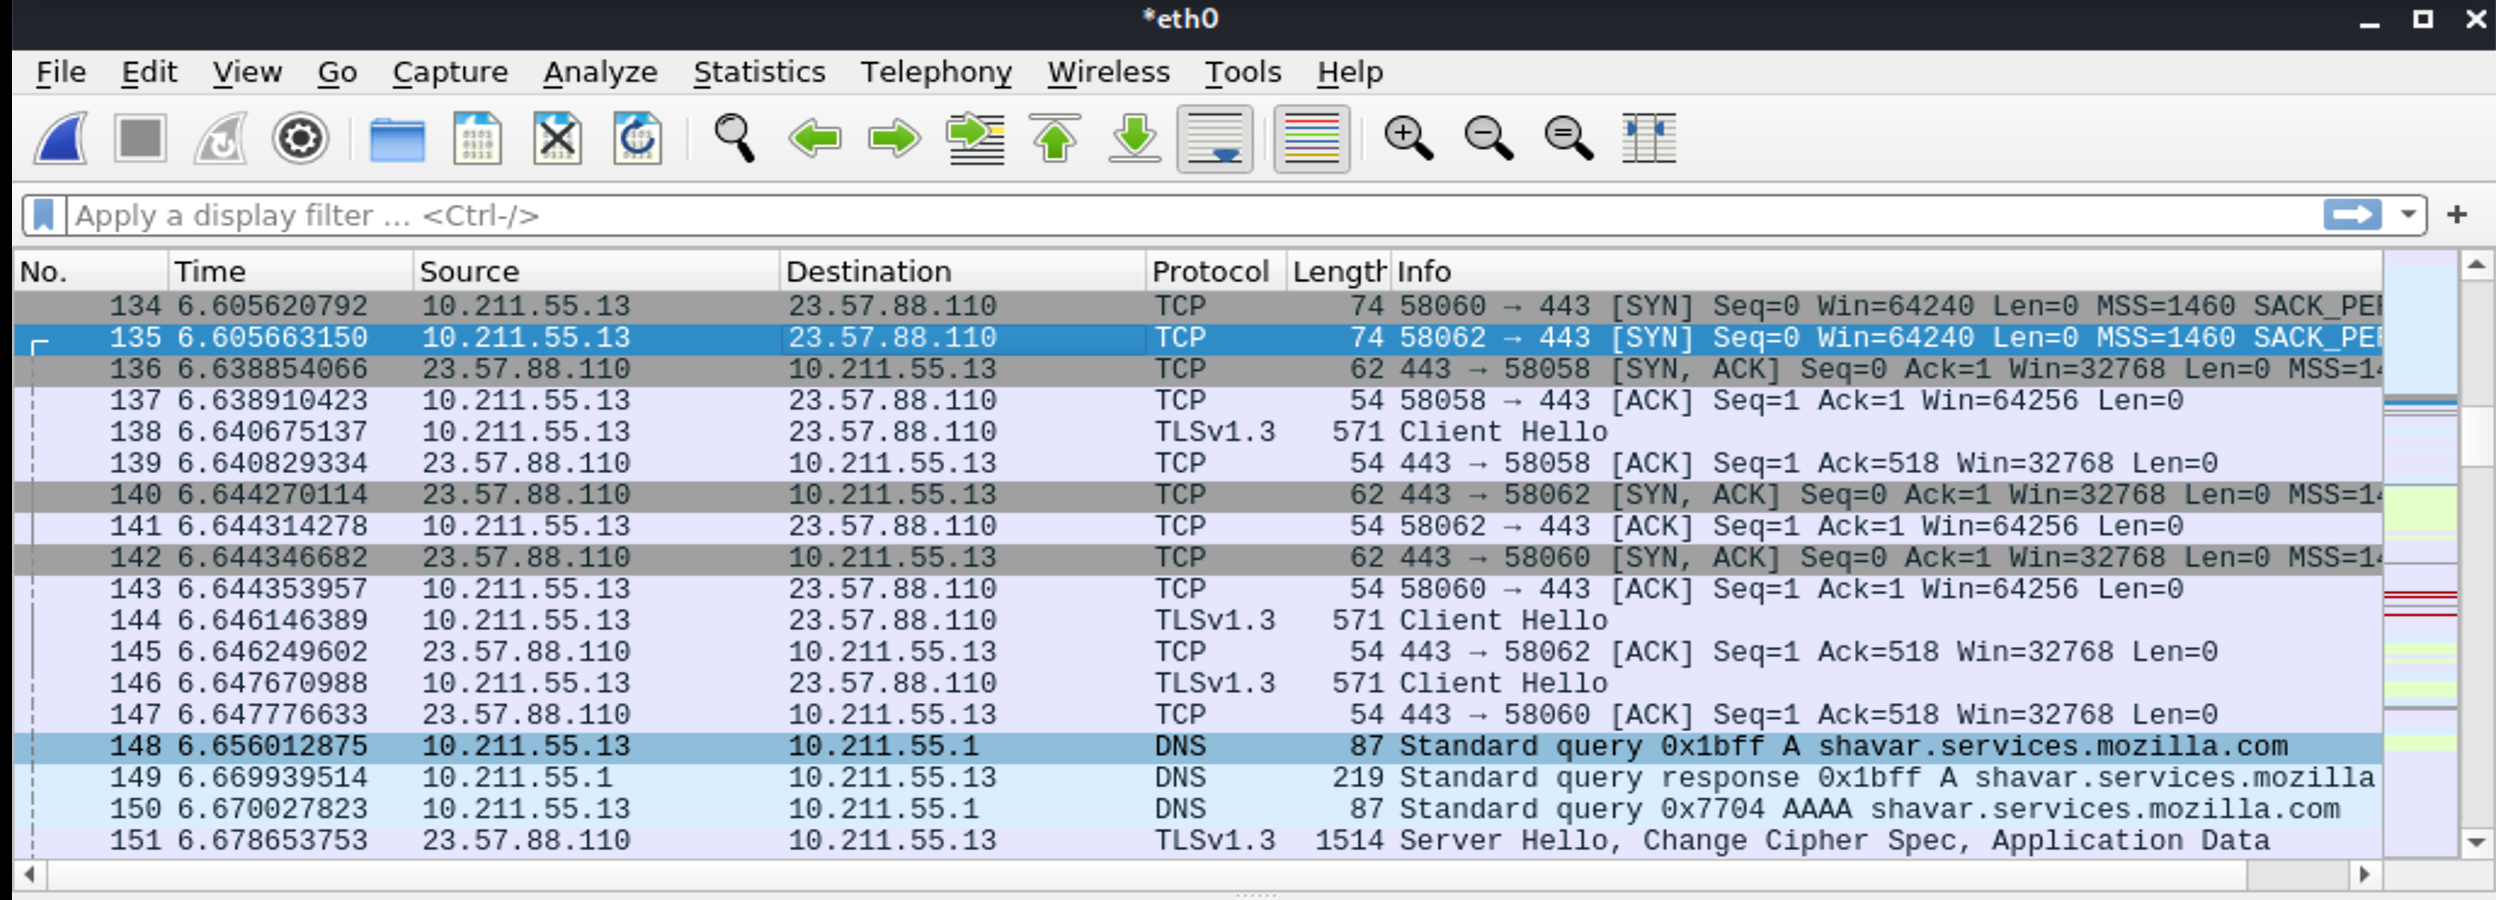 *eth0
File Edit View Go Capture Analyze Statistics Telephony Wireless Tools Help
Apply a display filter ... <Ctrl-/>
No. Time Source Destination Protocol Length Info
134 6.605620792 10.211.55.13 23.57.88.110 TCP 74 58060 → 443 [SYN] Seq=0 Win=64240 Len=0 MSS=1460 SACK_PER
135 6.605663150 10.211.55.13 23.57.88.110 TCP 74 58062 → 443 [SYN] Seq=0 Win=64240 Len=0 MSS=1460 SACK_PER
136 6.638854066 23.57.88.110 10.211.55.13 TCP 62 443 → 58058 [SYN, ACK] Seq=0 Ack=1 Win=32768 Len=0 MSS=14
137 6.638910423 10.211.55.13 23.57.88.110 TCP 54 58058 → 443 [ACK] Seq=1 Ack=1 Win=64256 Len=0
138 6.640675137 10.211.55.13 23.57.88.110 TLSv1.3 571 Client Hello
139 6.640829334 23.57.88.110 10.211.55.13 TCP 54 443 → 58058 [ACK] Seq=1 Ack=518 Win=32768 Len=0
140 6.644270114 23.57.88.110 10.211.55.13 TCP 62 443 → 58062 [SYN, ACK] Seq=0 Ack=1 Win=32768 Len=0 MSS=14
141 6.644314278 10.211.55.13 23.57.88.110 TCP 54 58062 → 443 [ACK] Seq=1 Ack=1 Win=64256 Len=0
142 6.644346682 23.57.88.110 10.211.55.13 TCP 62 443 → 58060 [SYN, ACK] Seq=0 Ack=1 Win=32768 Len=0 MSS=14
143 6.644353957 10.211.55.13 23.57.88.110 TCP 54 58060 → 443 [ACK] Seq=1 Ack=1 Win=64256 Len=0
144 6.646146389 10.211.55.13 23.57.88.110 TLSv1.3 571 Client Hello
145 6.646249602 23.57.88.110 10.211.55.13 TCP 54 443 → 58062 [ACK] Seq=1 Ack=518 Win=32768 Len=0
146 6.647670988 10.211.55.13 23.57.88.110 TLSv1.3 571 Client Hello
147 6.647776633 23.57.88.110 10.211.55.13 TCP 54 443 → 58060 [ACK] Seq=1 Ack=518 Win=32768 Len=0
148 6.656012875 10.211.55.13 10.211.55.1 DNS 87 Standard query 0x1bff A shavar.services.mozilla.com
149 6.669939514 10.211.55.1 10.211.55.13 DNS 219 Standard query response 0x1bff A shavar.services.mozilla
150 6.670027823 10.211.55.13 10.211.55.1 DNS 87 Standard query 0x7704 AAAA shavar.services.mozilla.com
151 6.678653753 23.57.88.110 10.211.55.13 TLSv1.3 1514 Server Hello, Change Cipher Spec, Application Data